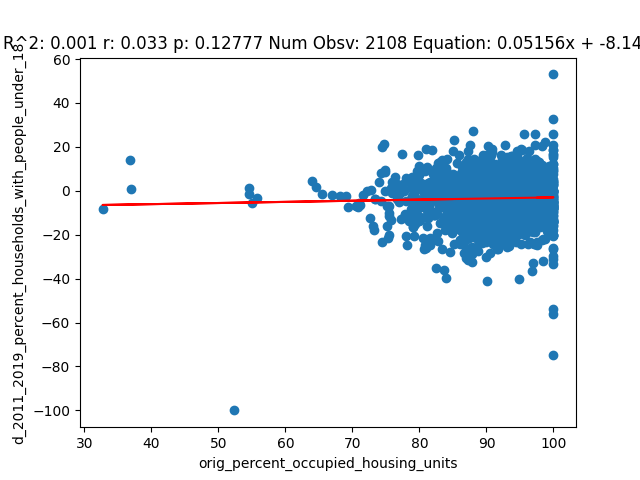 R^2: 0.001 r: 0.033 p: 0.12777 Num Obsv: 2108 Equation: 0.05156x + -8.14
d_2011_2019_percent_households_with_people_under_18
60
40
20
0
−20
−40
−60
−80
−100
30 40 50 60 70 80 90 100
orig_percent_occupied_housing_units